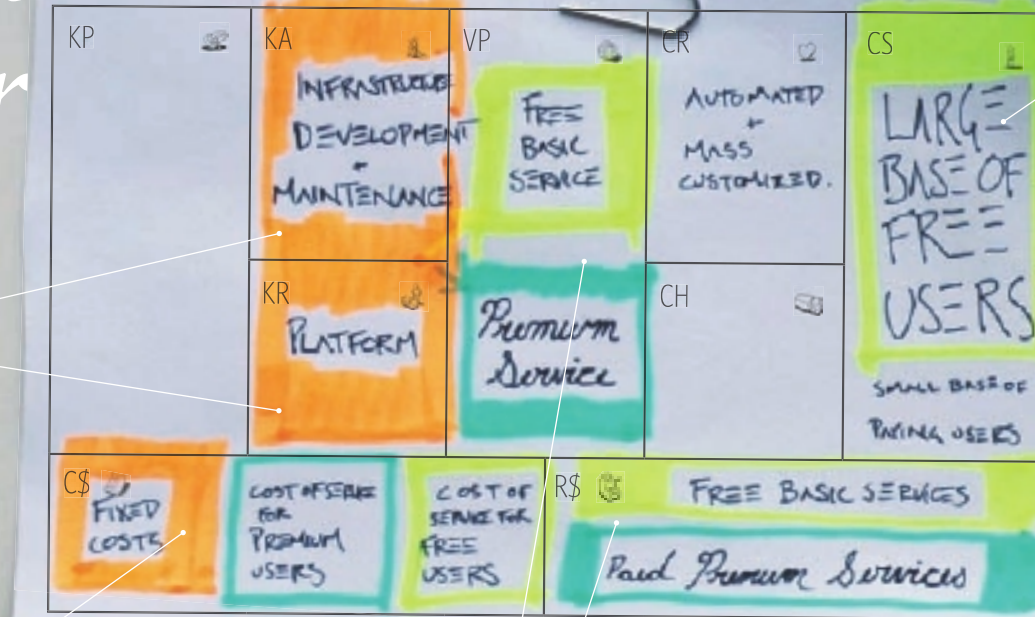 KP
KA
INFRASTRUCTURE
DEVELOPMENT
+
MAINTENANCE
VP
FREE
BASIC
SERVICE
CR
AUTOMATED
+
MASS
CUSTOMIZED.
CS
LARGE
BASE OF
FREE
USERS
SMALL BASE OF
PAYING USERS
KR
PLATFORM
Premium
Service
CH
C$
FIXED
COSTS
COST OF SERVICE
FOR
PREMIUM
USERS
COST OF
SERVICE FOR
FREE
USERS
R$
FREE BASIC SERVICES
Paid Premium Services